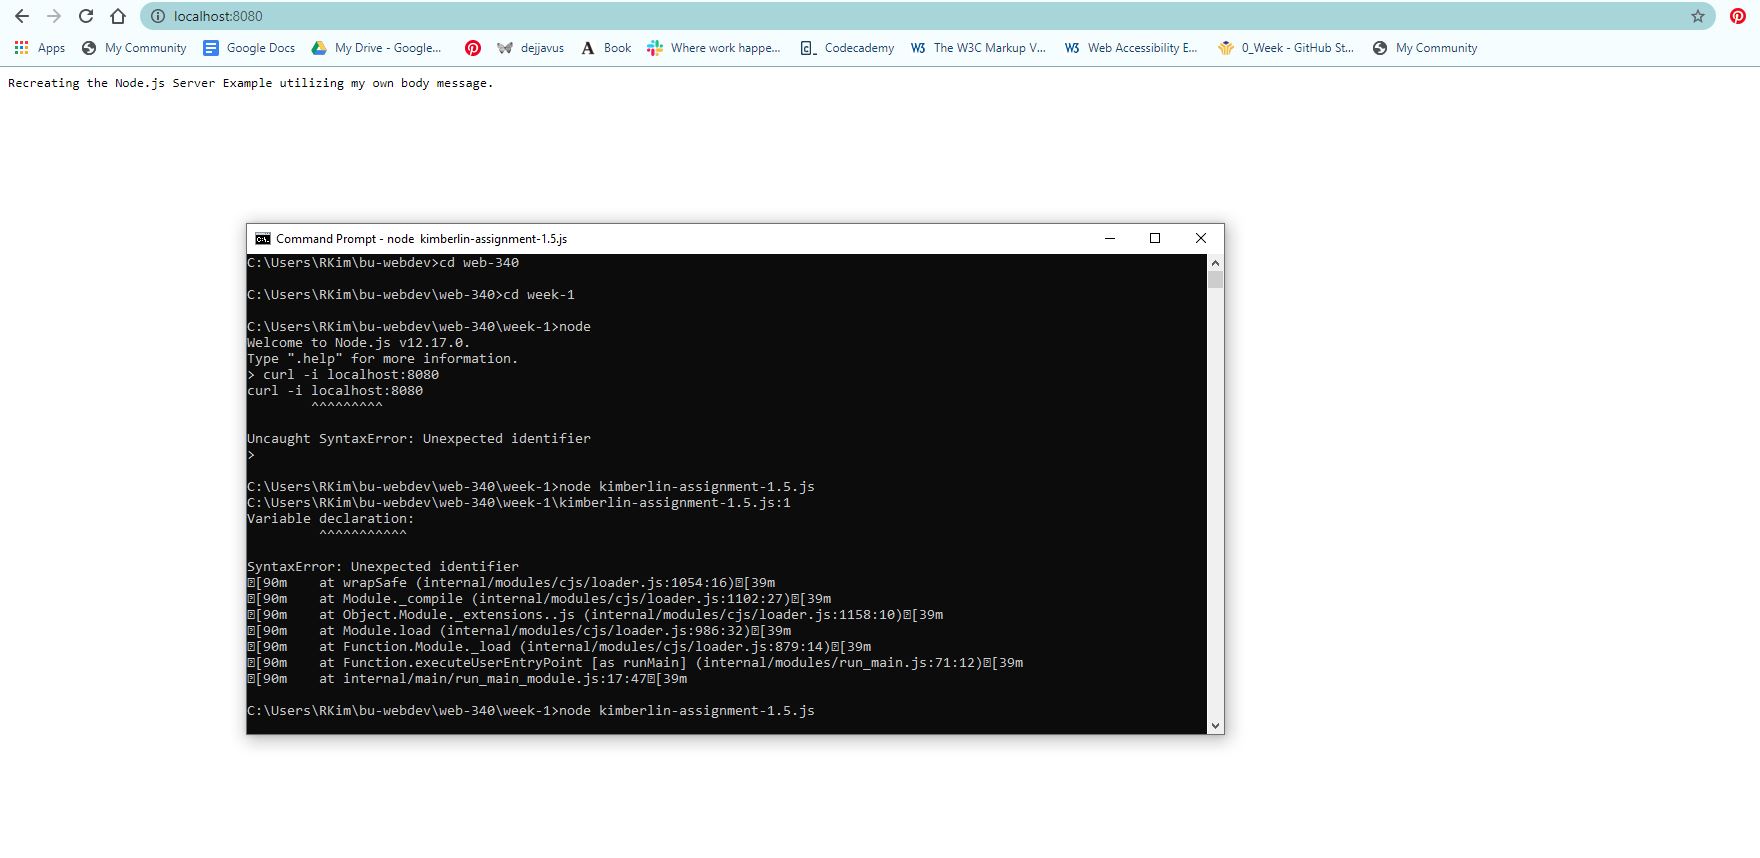 localhost:8080
Apps My Community Google Docs My Drive - Google... dejjavus A Book Where work happe... Codecademy W3 The W3C Markup V... W3 Web Accessibility E... 0_Week - GitHub St... My Community
Recreating the Node.js Server Example utilizing my own body message.
C:\. Command Prompt - node  kimberlin-assignment-1.5.js
C:\Users\RKim\bu-webdev>cd web-340
C:\Users\RKim\bu-webdev\web-340>cd week-1
C:\Users\RKim\bu-webdev\web-340\week-1>node
Welcome to Node.js v12.17.0.
Type ".help" for more information.
> curl -i localhost:8080
curl -i localhost:8080
        ^^^^^^^^^
Uncaught SyntaxError: Unexpected identifier
>
C:\Users\RKim\bu-webdev\web-340\week-1>node kimberlin-assignment-1.5.js
C:\Users\RKim\bu-webdev\web-340\week-1\kimberlin-assignment-1.5.js:1
Variable declaration:
         ^^^^^^^^^^^
SyntaxError: Unexpected identifier
⍰[90m    at wrapSafe (internal/modules/cjs/loader.js:1054:16)⍰[39m
⍰[90m    at Module._compile (internal/modules/cjs/loader.js:1102:27)⍰[39m
⍰[90m    at Object.Module._extensions..js (internal/modules/cjs/loader.js:1158:10)⍰[39m
⍰[90m    at Module.load (internal/modules/cjs/loader.js:986:32)⍰[39m
⍰[90m    at Function.Module._load (internal/modules/cjs/loader.js:879:14)⍰[39m
⍰[90m    at Function.executeUserEntryPoint [as runMain] (internal/modules/run_main.js:71:12)⍰[39m
⍰[90m    at internal/main/run_main_module.js:17:47⍰[39m
C:\Users\RKim\bu-webdev\web-340\week-1>node kimberlin-assignment-1.5.js